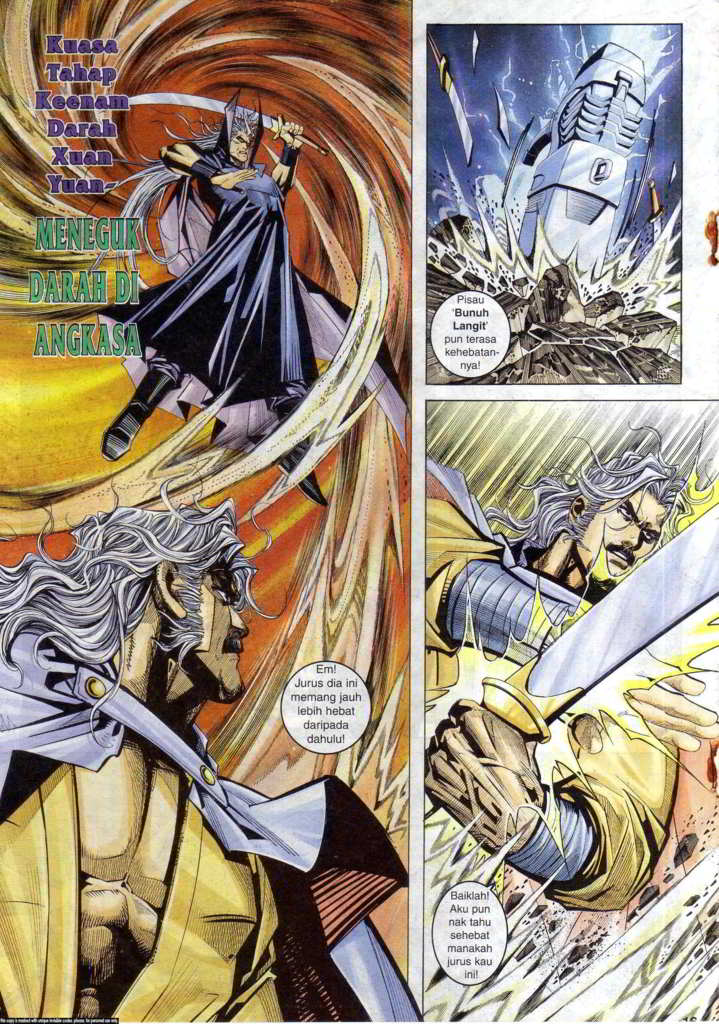 Kuasa
Tahap
Keenam
Darah
Xuan
Yuan-
MENEGUK
DARAH DI
ANGKASA
Em!
Jurus dia ini
memang jauh
lebih hebat
daripada
dahulu!
Pisau
'Bunuh
Langit'
pun terasa
kehebatan-
nya!
Baiklah!
Aku pun
nak tahu
sehebat
manakah
jurus kau
ini!